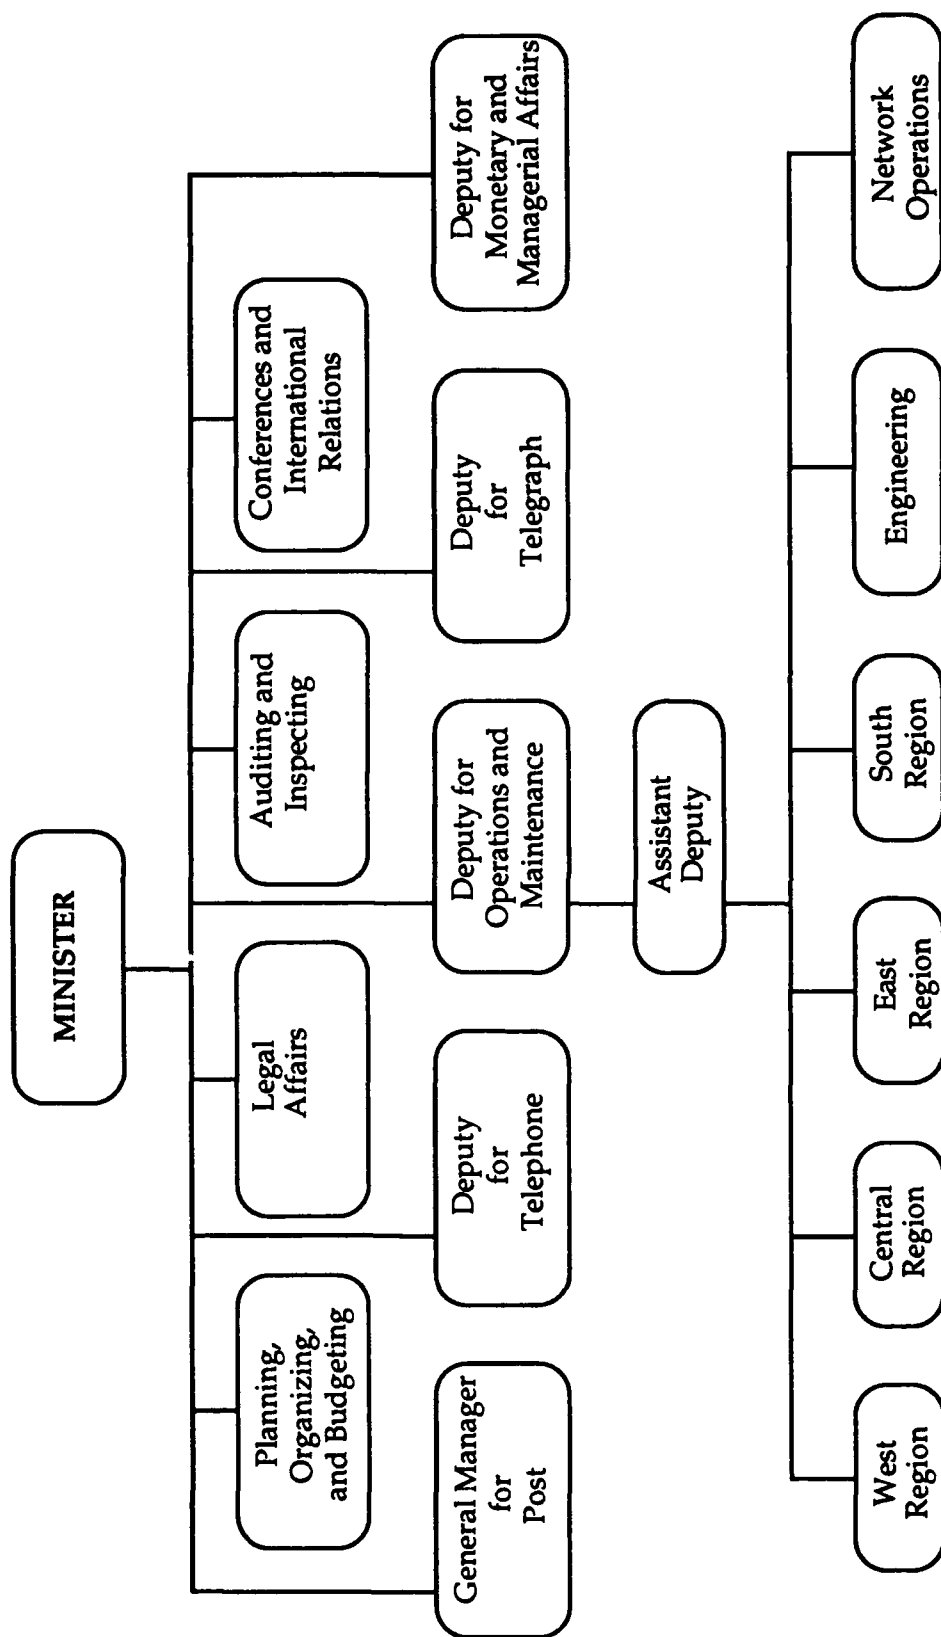 MINISTER
Planning,
Organizing,
and Budgeting
Legal
Affairs
Auditing and
Inspecting
Conferences and
International
Relations
General Manager
for
Post
Deputy
for
Telephone
Deputy for
Operations and
Maintenance
Deputy
for
Telegraph
Deputy for
Monetary and
Managerial Affairs
Assistant
Deputy
West
Region
Central
Region
East
Region
South
Region
Engineering
Network
Operations